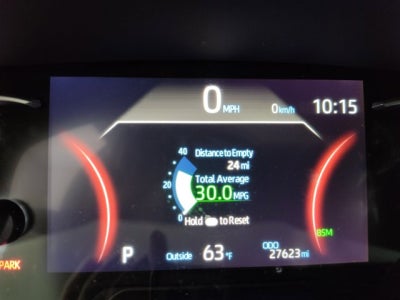 0 MPH 0 km/h 10:15
40 Distance to Empty
24 mi
20 Total Average
30.0 MPG
0
Hold to Reset
BSM
P Outside 63 °F ODO 27623 mi
PARK